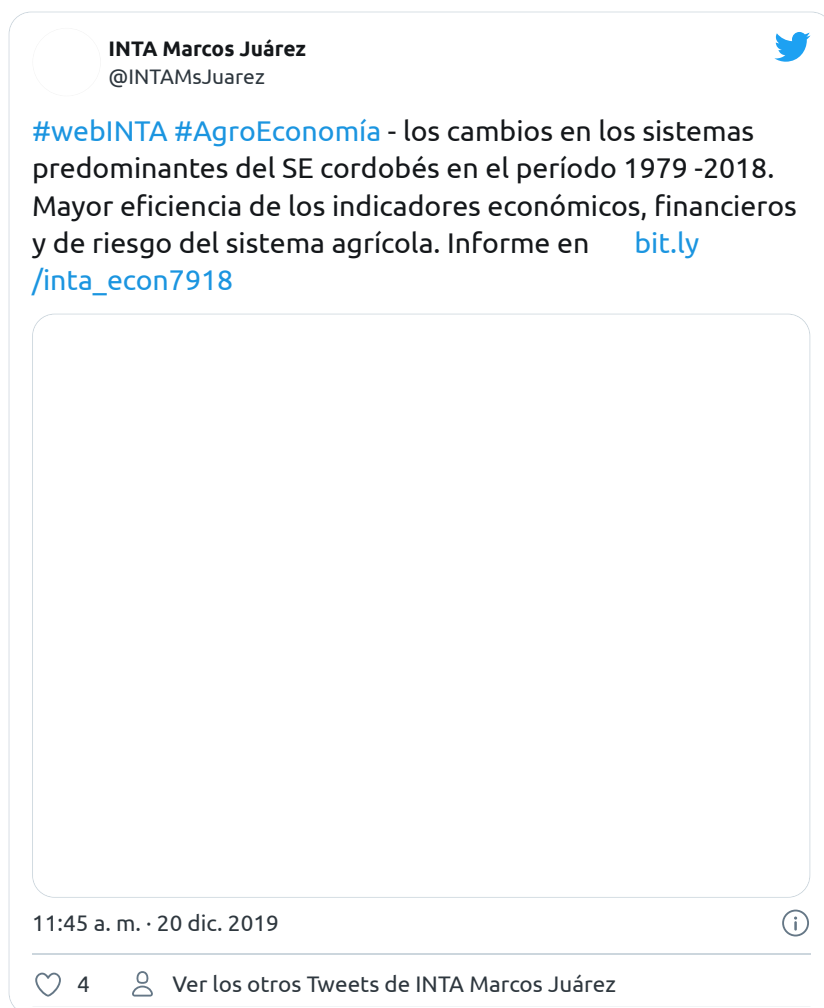 INTA Marcos Juárez
@INTAMsJuarez
#webINTA #AgroEconomía - los cambios en los sistemas
predominantes del SE cordobés en el período 1979 -2018.
Mayor eficiencia de los indicadores económicos, financieros
y de riesgo del sistema agrícola. Informe en bit.ly
/inta_econ7918
11:45 a. m. · 20 dic. 2019
4 Ver los otros Tweets de INTA Marcos Juárez